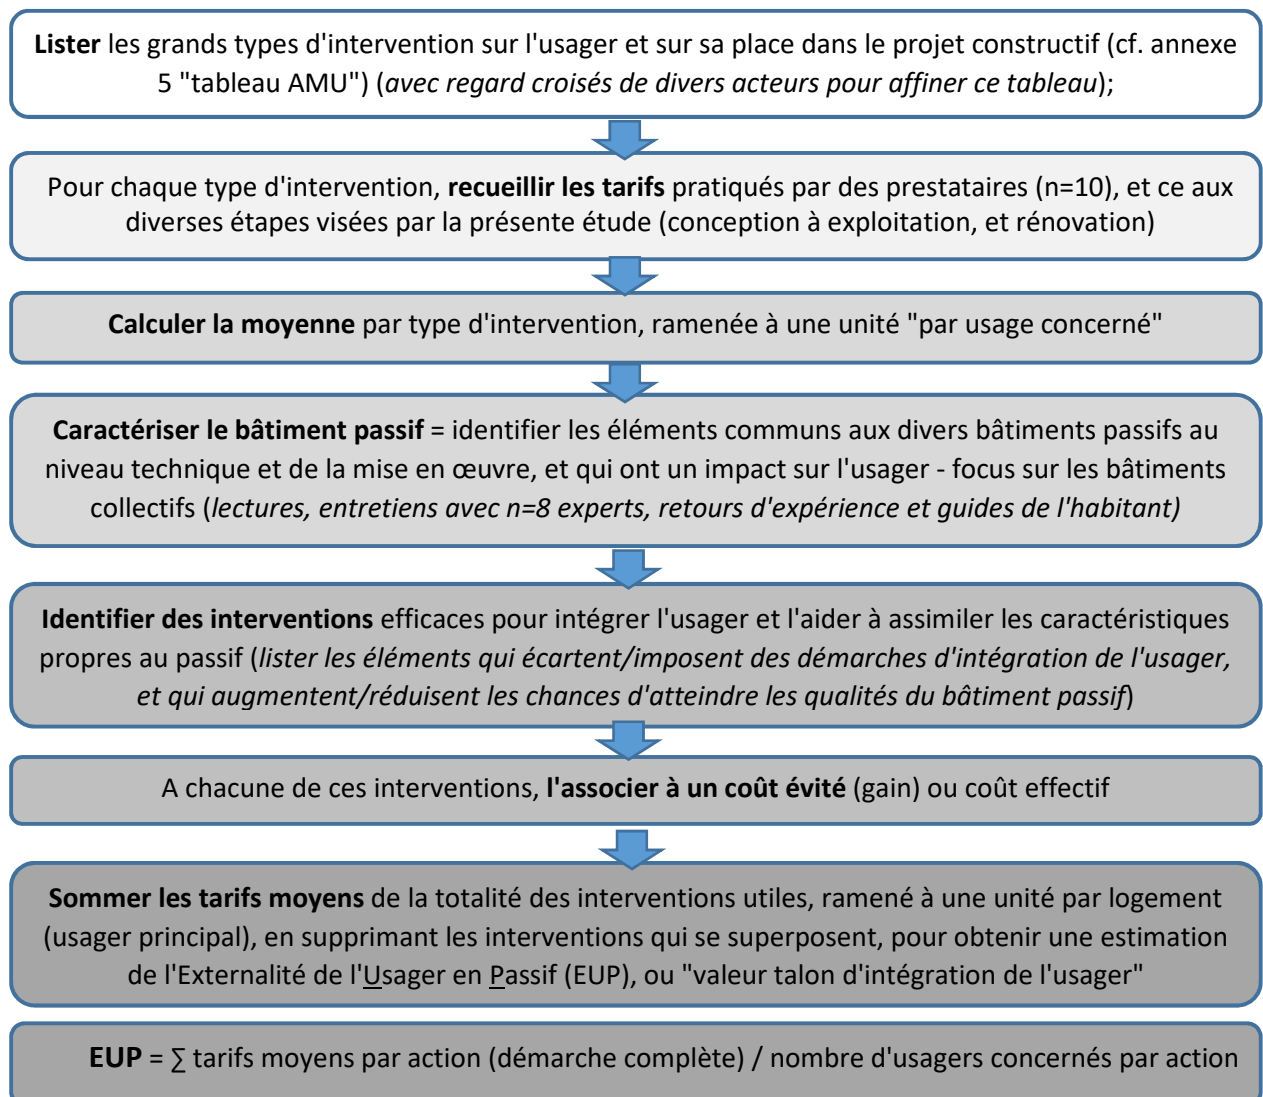 Lister les grands types d'intervention sur l'usager et sur sa place dans le projet constructif (cf. annexe
5 "tableau AMU") (avec regard croisés de divers acteurs pour affiner ce tableau);
Pour chaque type d'intervention, recueillir les tarifs pratiqués par des prestataires (n=10), et ce aux
diverses étapes visées par la présente étude (conception à exploitation, et rénovation)
Calculer la moyenne par type d'intervention, ramenée à une unité "par usage concerné"
Caractériser le bâtiment passif = identifier les éléments communs aux divers bâtiments passifs au
niveau technique et de la mise en œuvre, et qui ont un impact sur l'usager - focus sur les bâtiments
collectifs (lectures, entretiens avec n=8 experts, retours d'expérience et guides de l'habitant)
Identifier des interventions efficaces pour intégrer l'usager et l'aider à assimiler les caractéristiques
propres au passif (lister les éléments qui écartent/imposent des démarches d'intégration de l'usager,
et qui augmentent/réduisent les chances d'atteindre les qualités du bâtiment passif)
A chacune de ces interventions, l'associer à un coût évité (gain) ou coût effectif
Sommer les tarifs moyens de la totalité des interventions utiles, ramené à une unité par logement
(usager principal), en supprimant les interventions qui se superposent, pour obtenir une estimation
de l'Externalité de l'Usager en Passif (EUP), ou "valeur talon d'intégration de l'usager"
EUP = ∑ tarifs moyens par action (démarche complète) / nombre d'usagers concernés par action